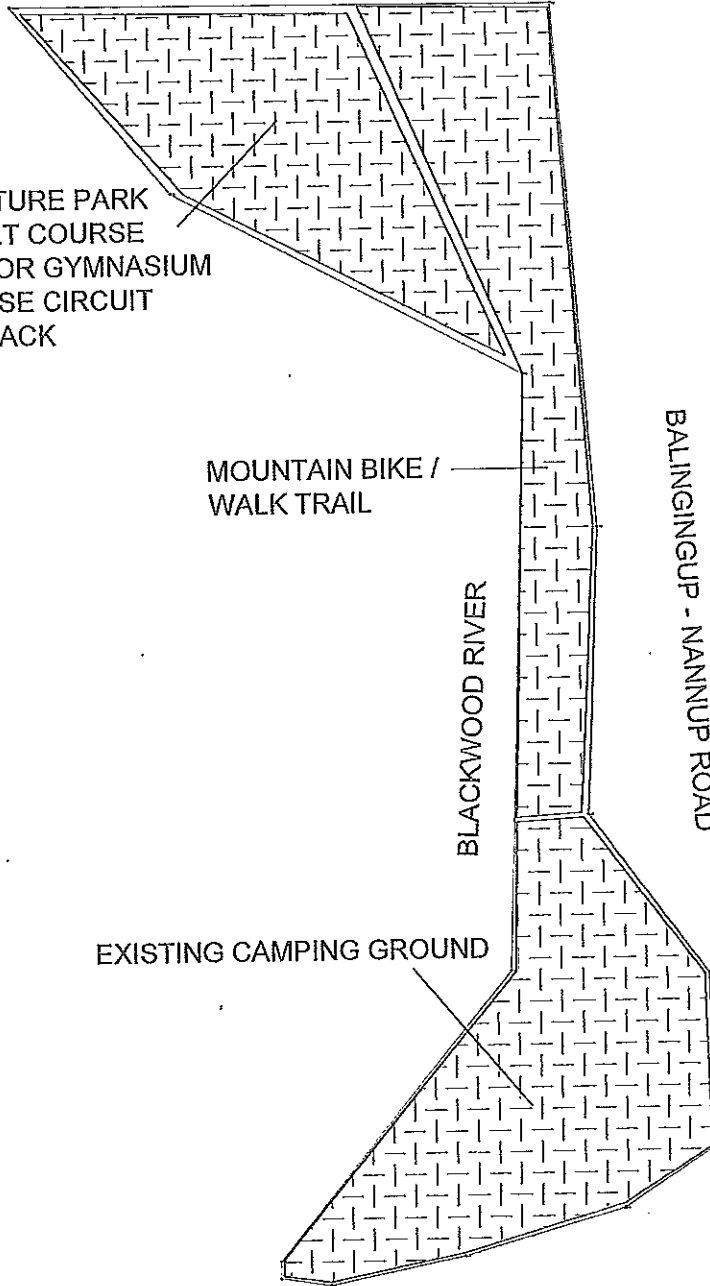 TURE PARK
LT COURSE
OR GYMNASIUM
SE CIRCUIT
ACK
MOUNTAIN BIKE /
WALK TRAIL
BLACKWOOD RIVER
BALINGINGUP - NANNUP ROAD
EXISTING CAMPING GROUND